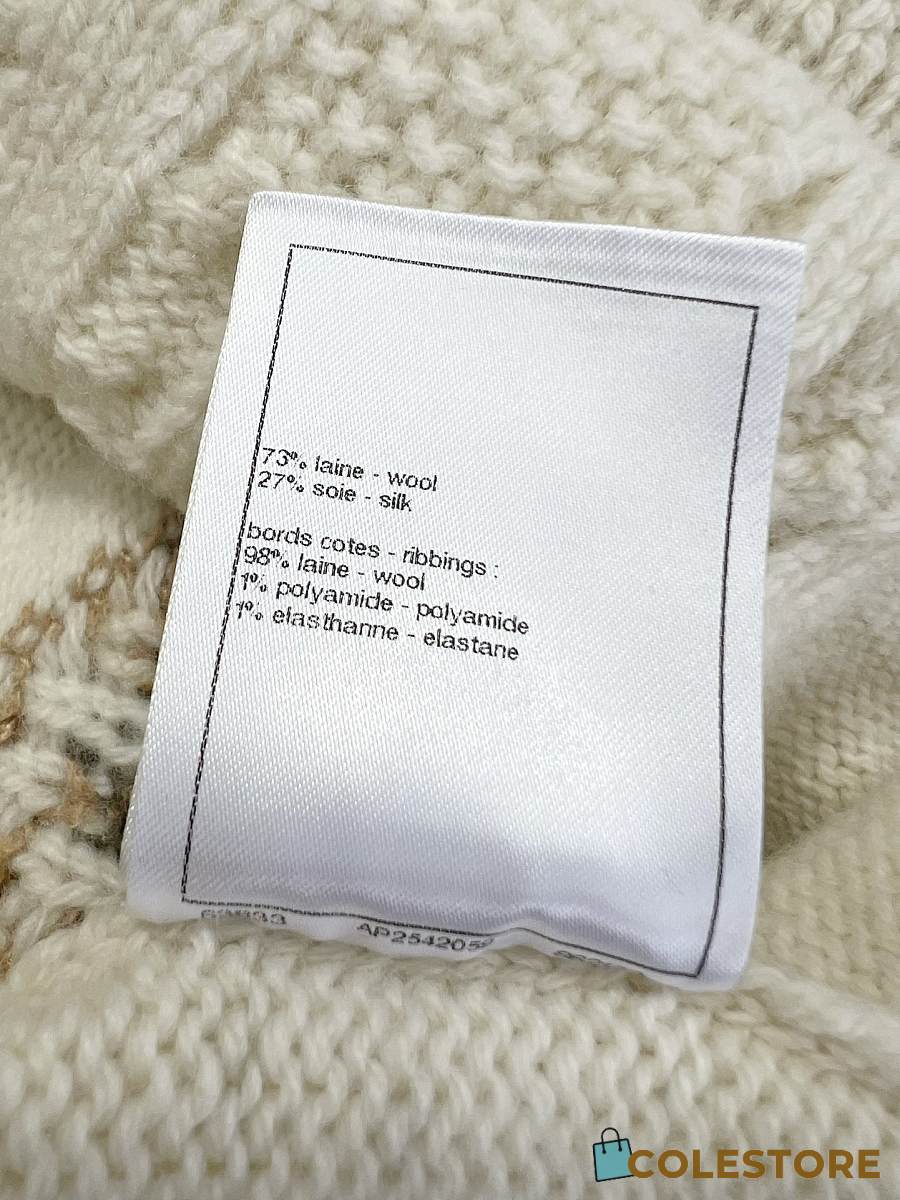 73% laine - wool
27% soie - silk
bords cotes - ribbings :
98% laine - wool
1% polyamide - polyamide
1% elasthanne - elastane
COLESTORE